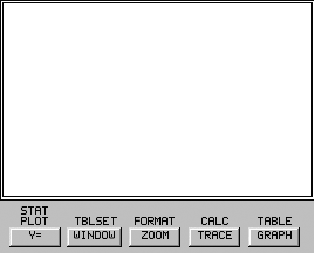 STAT
PLOT TBLSET FORMAT CALC TABLE
Y= WINDOW ZOOM TRACE GRAPH